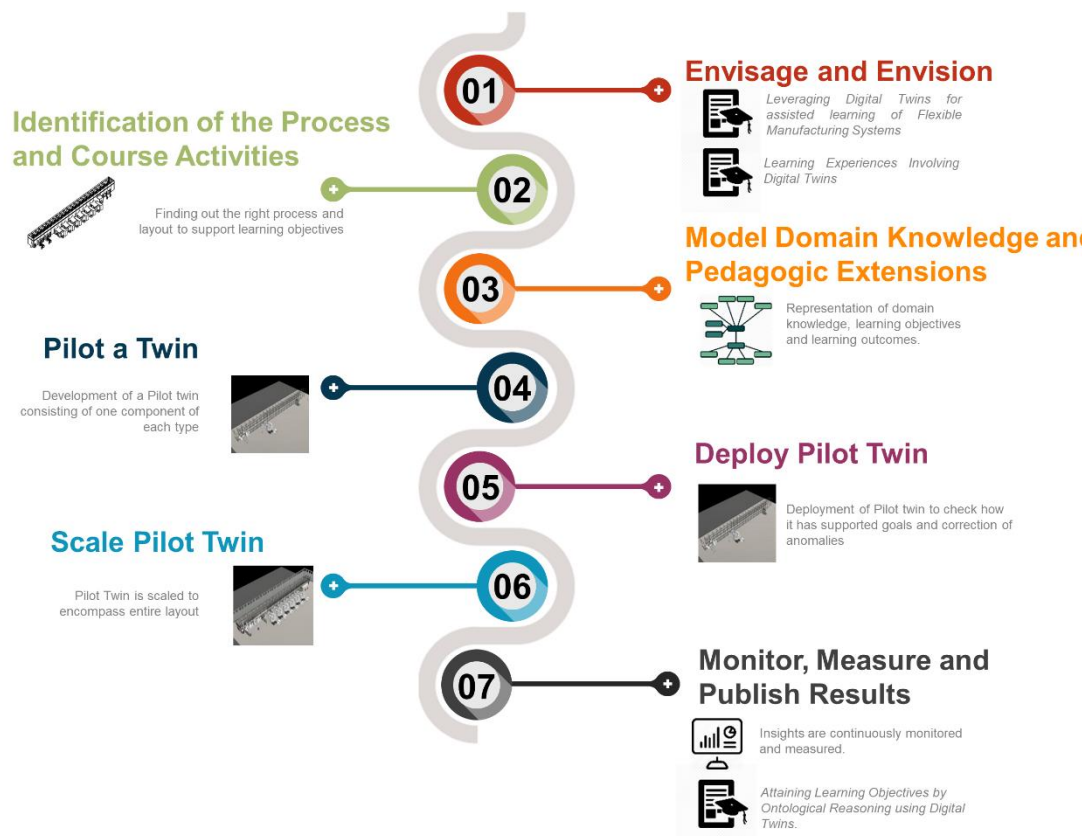 01
Envisage and Envision
Leveraging Digital Twins for
assisted learning of Flexible
Manufacturing Systems
Learning Experiences Involving
Digital Twins
Identification of the Process
and Course Activities
02
Finding out the right process and
layout to support learning objectives
Model Domain Knowledge and
Pedagogic Extensions
03
Representation of domain
knowledge, learning objectives
and learning outcomes.
Pilot a Twin
04
Development of a Pilot twin
consisting of one component of
each type
Deploy Pilot Twin
05
Deployment of Pilot twin to check how
it has supported goals and correction of
anomalies
Scale Pilot Twin
06
Pilot Twin is scaled to
encompass entire layout
Monitor, Measure and
Publish Results
07
Insights are continuously monitored
and measured.
Attaining Learning Objectives by
Ontological Reasoning using Digital
Twins.